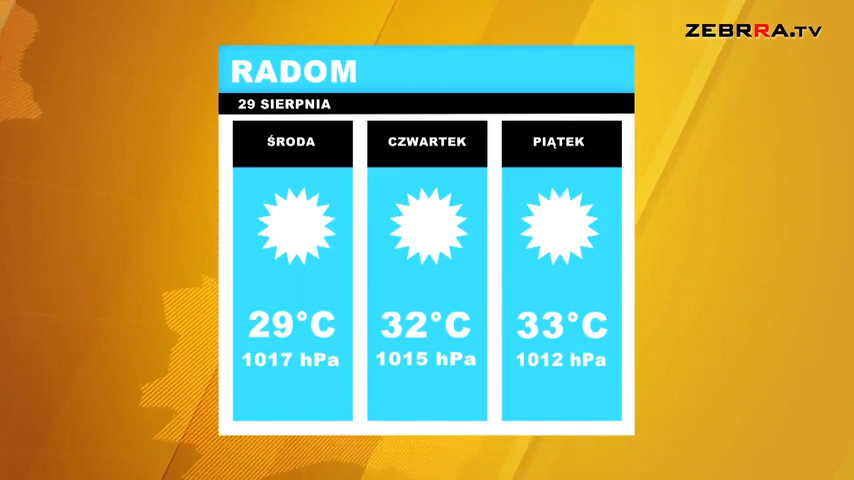 ZEBRRA.TV
RADOM
29 SIERPNIA
ŚRODA
29°C
1017 hPa
CZWARTEK
32°C
1015 hPa
PIĄTEK
33°C
1012 hPa